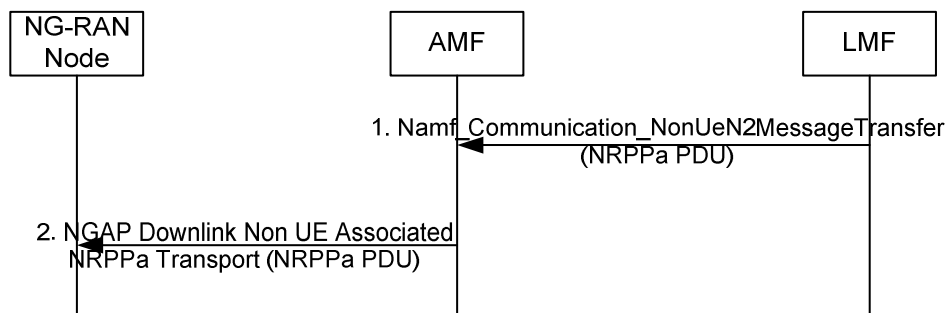 NG-RAN
Node
AMF
LMF
1. Namf_Communication_NonUeN2MessageTransfer
(NRPPa PDU)
2. NGAP Downlink Non UE Associated
NRPPa Transport (NRPPa PDU)